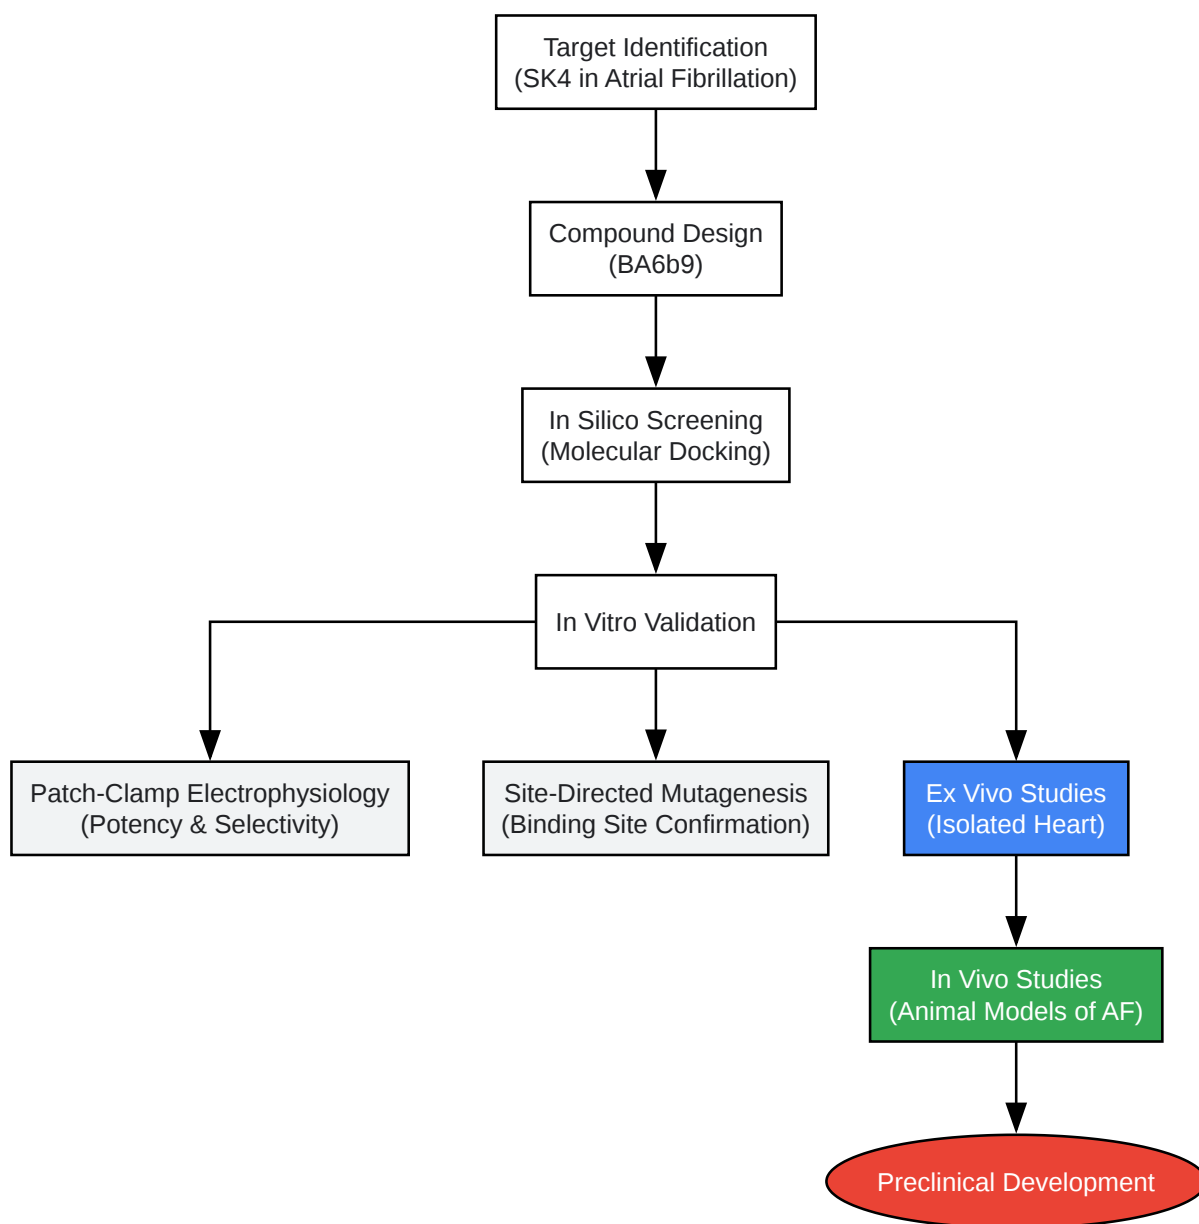 Target Identification
(SK4 in Atrial Fibrillation)
Compound Design
(BA6b9)
In Silico Screening
(Molecular Docking)
In Vitro Validation
Patch-Clamp Electrophysiology
(Potency & Selectivity)
Site-Directed Mutagenesis
(Binding Site Confirmation)
Ex Vivo Studies
(Isolated Heart)
In Vivo Studies
(Animal Models of AF)
Preclinical Development